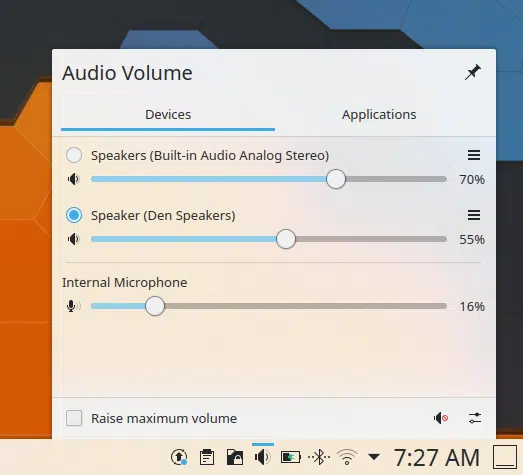 Audio Volume
Devices
Applications
Speakers (Built-in Audio Analog Stereo)
70%
Speaker (Den Speakers)
55%
Internal Microphone
16%
Raise maximum volume
7:27 AM